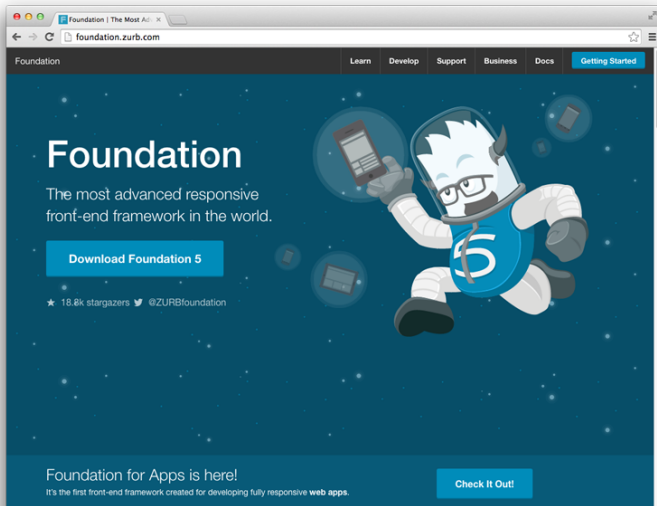 Foundation | The Most Adv
foundation.zurb.com
Foundation
Learn
Develop
Support
Business
Docs
Getting Started
Foundation
The most advanced responsive
front-end framework in the world.
Download Foundation 5
18.8k stargazers @ZURBfoundation
5
Foundation for Apps is here!
It's the first front-end framework created for developing fully responsive web apps.
Check It Out!